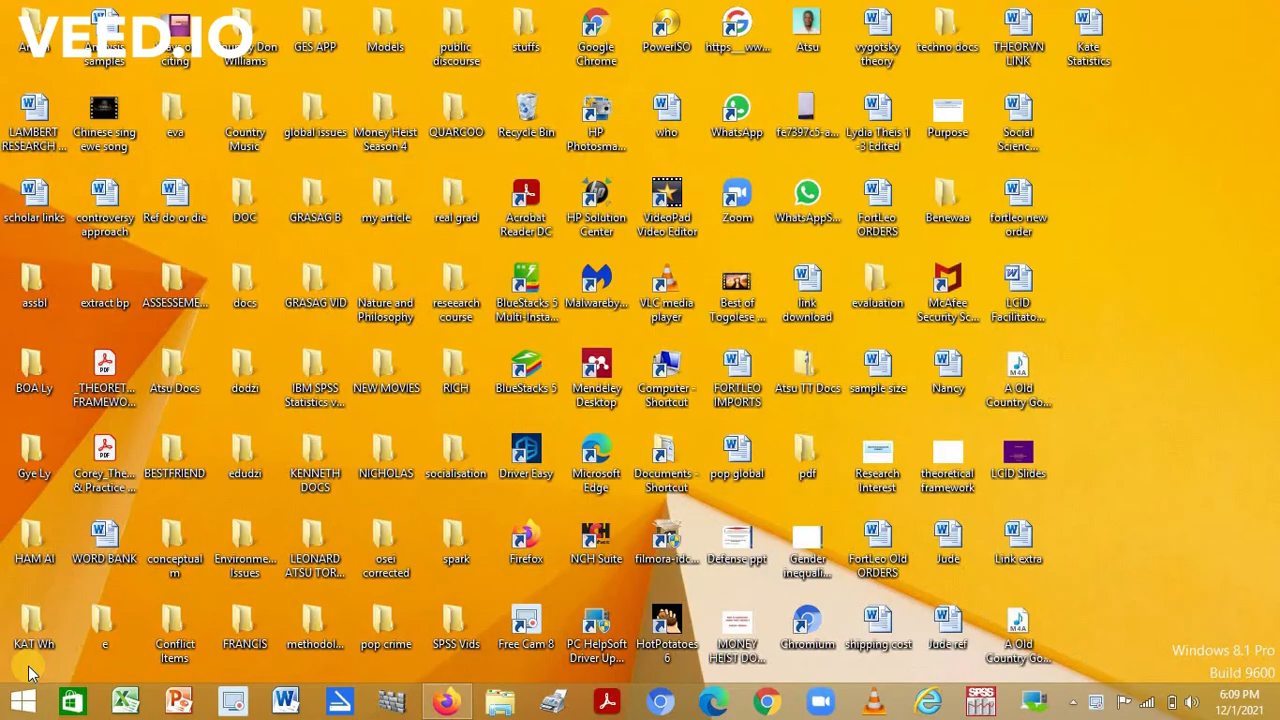 VEED.IO
Analysis samples
citing
Country Don Williams
GES APP
Models
public discourse
stuffs
Google Chrome
PowerISO
https___ww...
Atsu
vygotsky theory
techno docs
THEORYN LINK
Kate Statistics
LAMBERT RESEARCH ...
Chinese sing ewe song
eva
Country Music
global issues
Money Heist Season 4
QUARGOO
Recycle Bin
HP Photosma...
who
WhatsApp
fe7397c5-a...
Lydia Theis 1 -3 Edited
Purpose
Social Scienc...
scholar links
controversy approach
Ref do or die
DOC
GRASAG B
my article
real grad
Acrobat Reader DC
HP Solution Center
VideoPad Video Editor
Zoom
WhatsAppS...
FortLeo ORDERS
Benewaa
fortleo new order
assbl
extract bp
ASSESSEME...
docs
GRASAG VID
Nature and Philosophy
research course
BlueStacks 5 Multi-Insta...
Malwareby...
VLC media player
Best of Togolese ...
link download
evaluation
McAfee Security Sc...
LCID Facilitato...
BOA Ly
_THEORET... FRAMEWO...
Atsu Docs
dodzi
IBM SPSS Statistics v...
NEW MOVIES
RICH
BlueStacks 5
Mendeley Desktop
Computer - Shortcut
FORTLEO IMPORTS
Atsu TT Docs
sample size
Nancy
A Old Country Go...
Gye Ly
Corey_The... & Practice ...
BESTFRIEND
edudzi
KENNETH DOCS
NICHOLAS
socialisation
Driver Easy
Microsoft Edge
Documents - Shortcut
pop global
pdf
Research Interest
theoretical framework
LCID Slides
HAM AI
WORD BANK
conceptual m
Environme... Issues
LEONARD ATSU TOR...
osei corrected
spark
Firefox
NCH Suite
filmora-idc...
Defense ppt
Gender inequali...
FortLeo Old ORDERS
Jude
Link extra
KAT Wh
e
Conflict Items
FRANCIS
methodol...
pop crime
SPSS Vids
Free Cam 8
PC HelpSoft Driver Up...
HotPotatoes 6
MONEY HEIST DO...
Chromium
shipping cost
Jude ref
A Old Country Go...
Windows 8.1 Pro
Build 9600
6:09 PM
12/1/2021